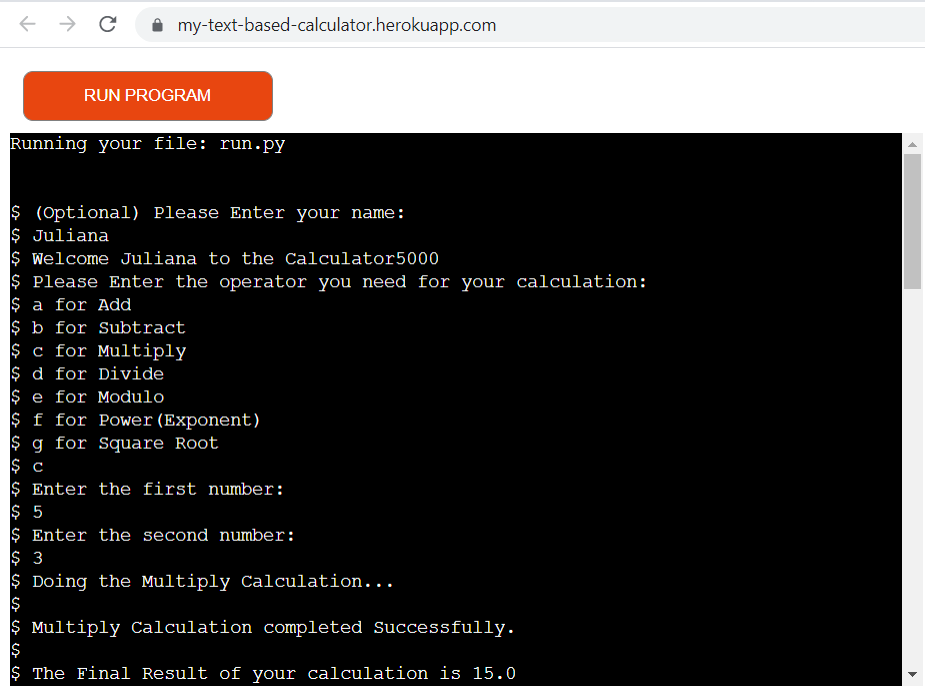 my-text-based-calculator.herokuapp.com
RUN PROGRAM
Running your file: run.py
$ (Optional) Please Enter your name:
$ Juliana
$ Welcome Juliana to the Calculator5000
$ Please Enter the operator you need for your calculation:
$ a for Add
$ b for Subtract
$ c for Multiply
$ d for Divide
$ e for Modulo
$ f for Power(Exponent)
$ g for Square Root
$ c
$ Enter the first number:
$ 5
$ Enter the second number:
$ 3
$ Doing the Multiply Calculation...
$
$ Multiply Calculation completed Successfully.
$
$ The Final Result of your calculation is 15.0